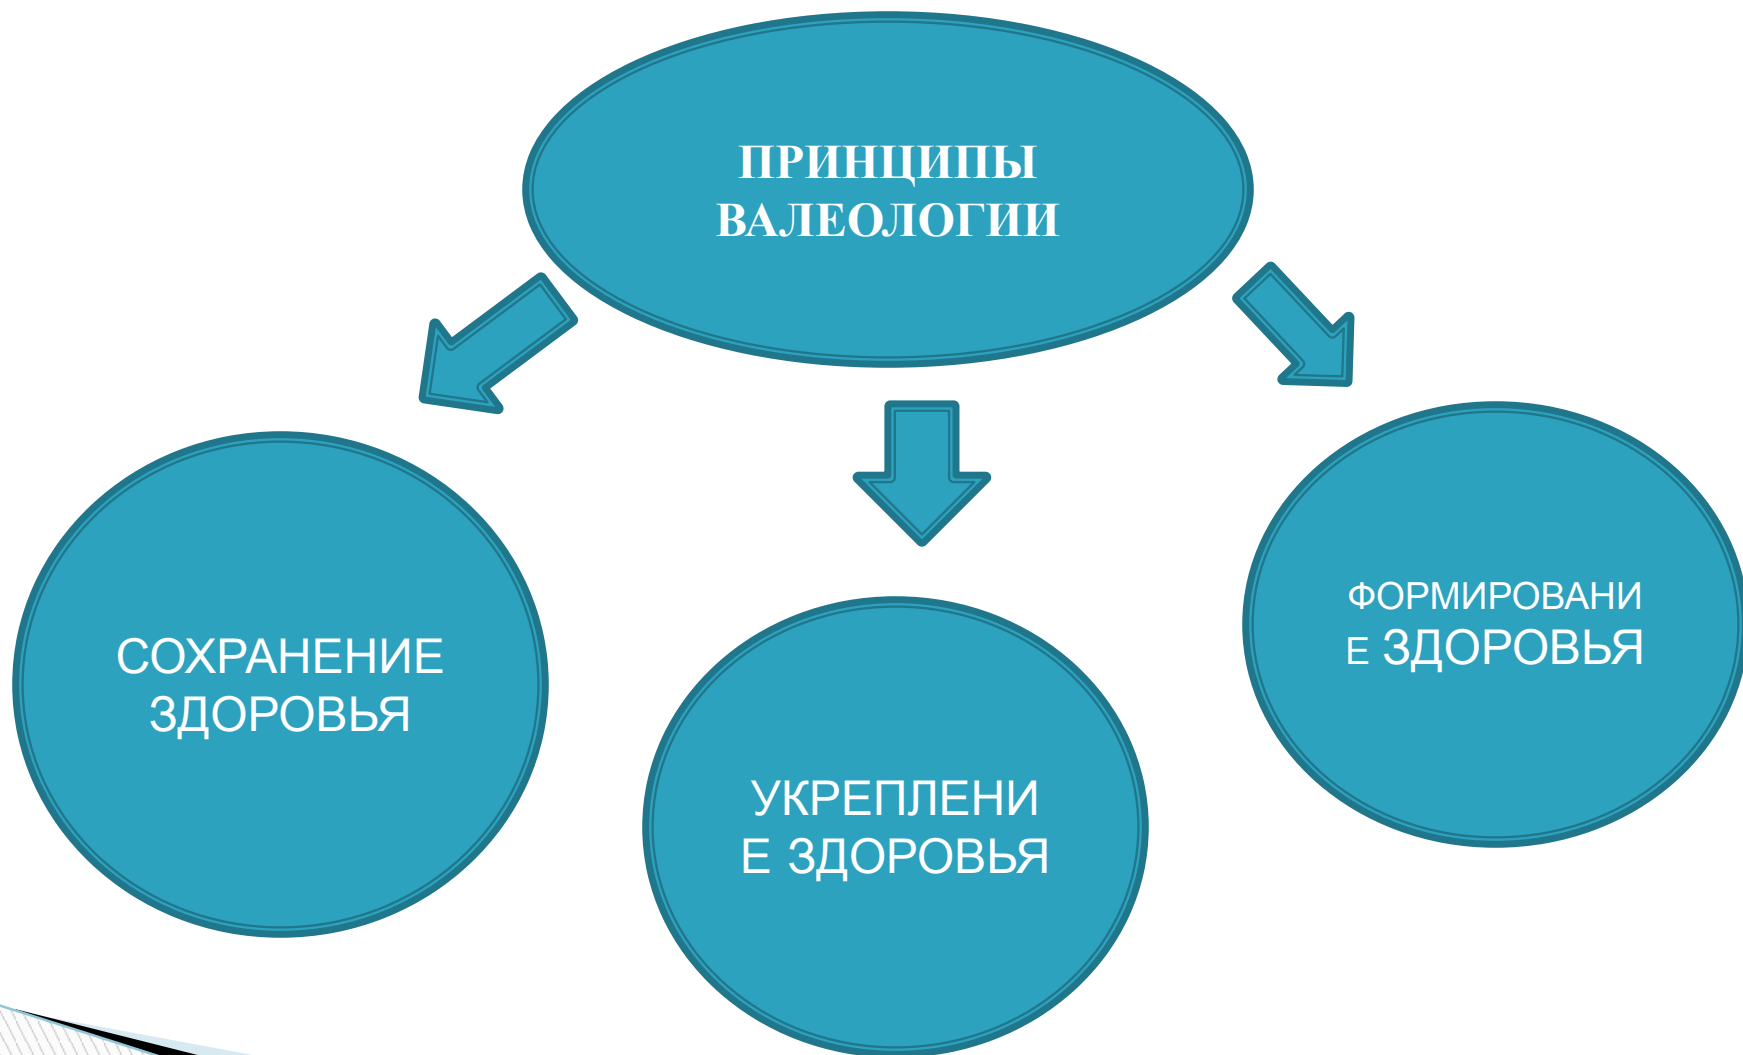 ПРИНЦИПЫ
ВАЛЕОЛОГИИ
СОХРАНЕНИЕ
ЗДОРОВЬЯ
УКРЕПЛЕНИ
Е ЗДОРОВЬЯ
ФОРМИРОВАНИ
Е ЗДОРОВЬЯ